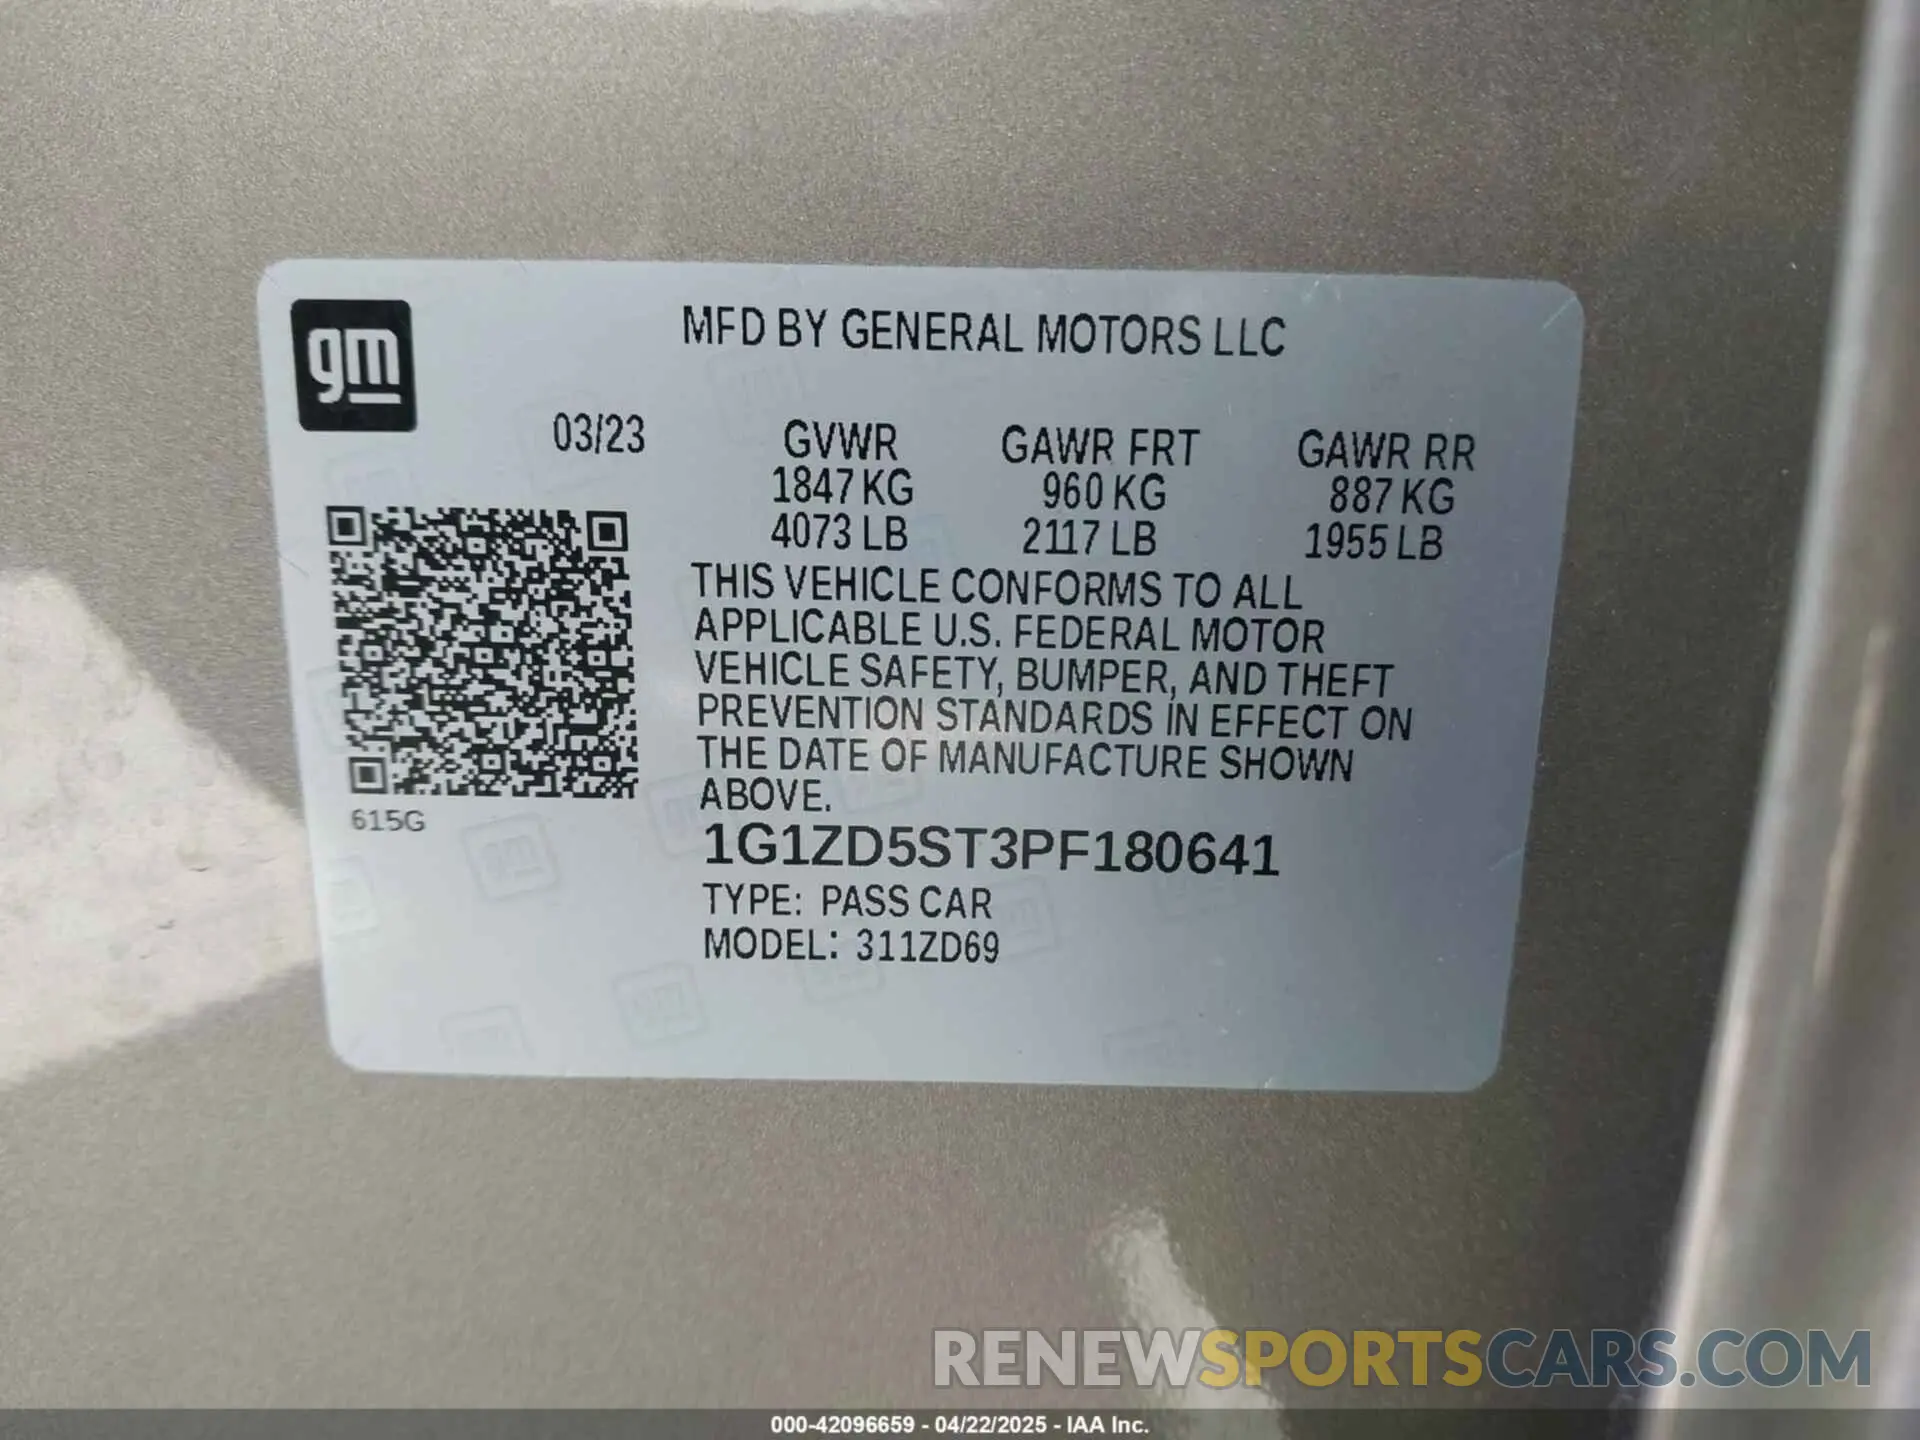 gm
MFD BY GENERAL MOTORS LLC
03/23 GVWR GAWR FRT GAWR RR
1847 KG 960 KG 887 KG
4073 LB 2117 LB 1955 LB
THIS VEHICLE CONFORMS TO ALL
APPLICABLE U.S. FEDERAL MOTOR
VEHICLE SAFETY, BUMPER, AND THEFT
PREVENTION STANDARDS IN EFFECT ON
THE DATE OF MANUFACTURE SHOWN
ABOVE.
615G
1G1ZD5ST3PF180641
TYPE: PASS CAR
MODEL: 311ZD69
RENEWSPORTSCARS.COM
000-42096659 - 04/22/2025 - IAA Inc.